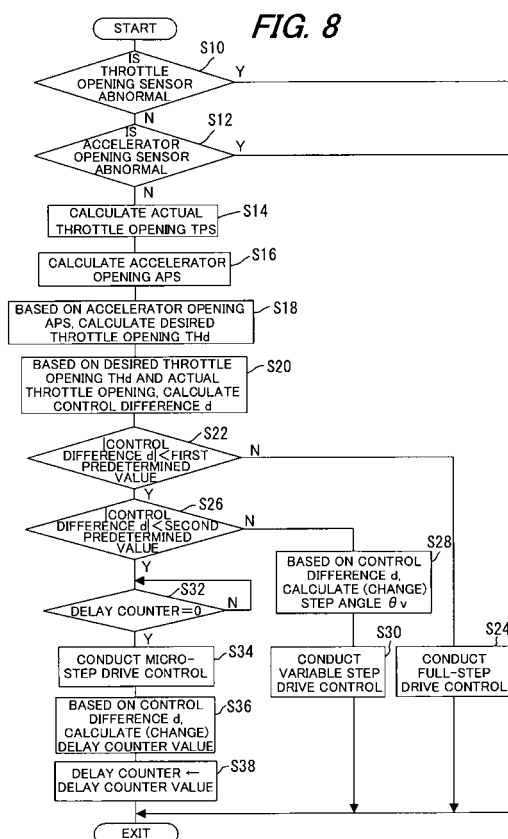 FIG. 8
START
S10
IS
THROTTLE
OPENING SENSOR
ABNORMAL
Y
N
S12
IS
ACCELERATOR
OPENING SENSOR
ABNORMAL
Y
N
S14
CALCULATE ACTUAL
THROTTLE OPENING TPS
S16
CALCULATE ACCELERATOR
OPENING APS
S18
BASED ON ACCELERATOR OPENING
APS, CALCULATE DESIRED
THROTTLE OPENING THd
S20
BASED ON DESIRED THROTTLE
OPENING THd AND ACTUAL
THROTTLE OPENING, CALCULATE
CONTROL DIFFERENCE d
S22
|CONTROL
DIFFERENCE d|<FIRST
PREDETERMINED
VALUE
N
Y
S26
|CONTROL
DIFFERENCE d|<SECOND
PREDETERMINED
VALUE
N
Y
S28
BASED ON CONTROL
DIFFERENCE d,
CALCULATE (CHANGE)
STEP ANGLE θv
S32
DELAY COUNTER=0
N
Y
S34
CONDUCT MICRO-
STEP DRIVE CONTROL
S30
CONDUCT
VARIABLE STEP
DRIVE CONTROL
S24
CONDUCT
FULL-STEP
DRIVE CONTROL
S36
BASED ON CONTROL
DIFFERENCE d,
CALCULATE (CHANGE)
DELAY COUNTER VALUE
S38
DELAY COUNTER ←
DELAY COUNTER VALUE
EXIT